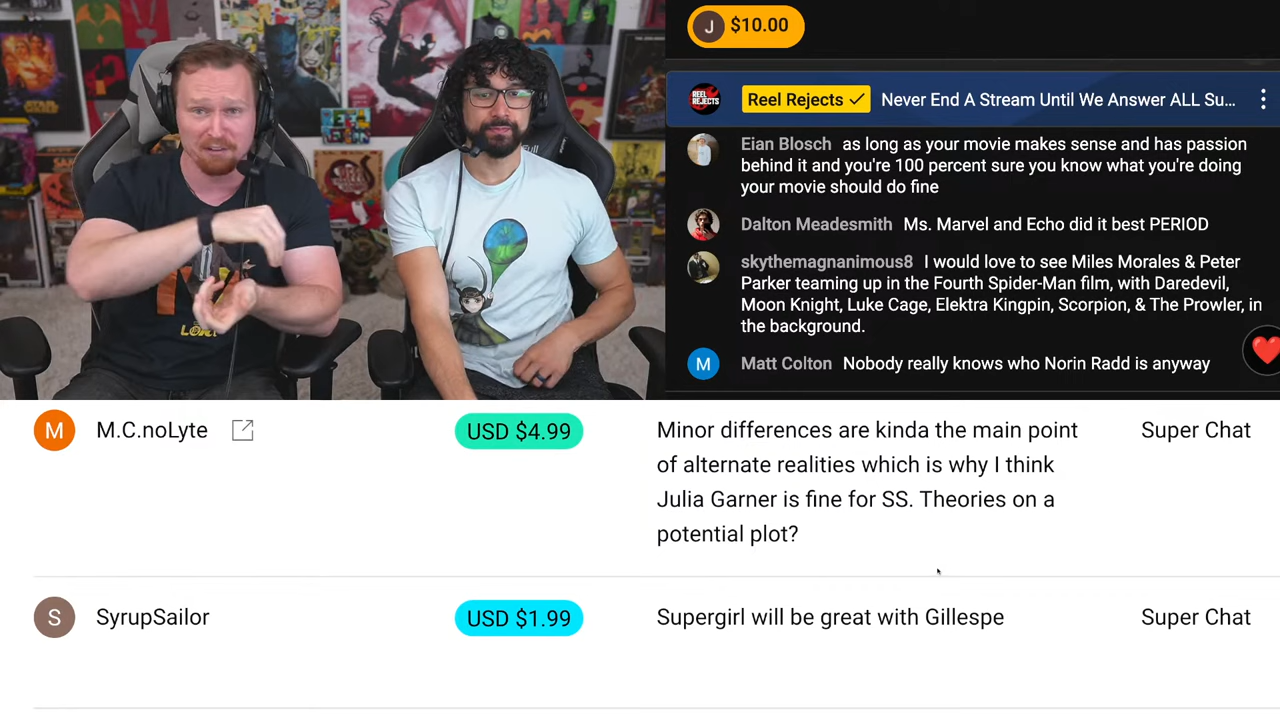 J $10.00
REEL REJECTS
Reel Rejects Never End A Stream Until We Answer ALL Su...
Eian Blosch as long as your movie makes sense and has passion
behind it and you're 100 percent sure you know what you're doing
your movie should do fine
Dalton Meadesmith Ms. Marvel and Echo did it best PERIOD
skythemagnanimous8 I would love to see Miles Morales & Peter
Parker teaming up in the Fourth Spider-Man film, with Daredevil,
Moon Knight, Luke Cage, Elektra Kingpin, Scorpion, & The Prowler, in
the background.
M Matt Colton Nobody really knows who Norin Radd is anyway
M M.C.noLyte USD $4.99 Minor differences are kinda the main point Super Chat
of alternate realities which is why I think
Julia Garner is fine for SS. Theories on a
potential plot?
S SyrupSailor USD $1.99 Supergirl will be great with Gillespe Super Chat